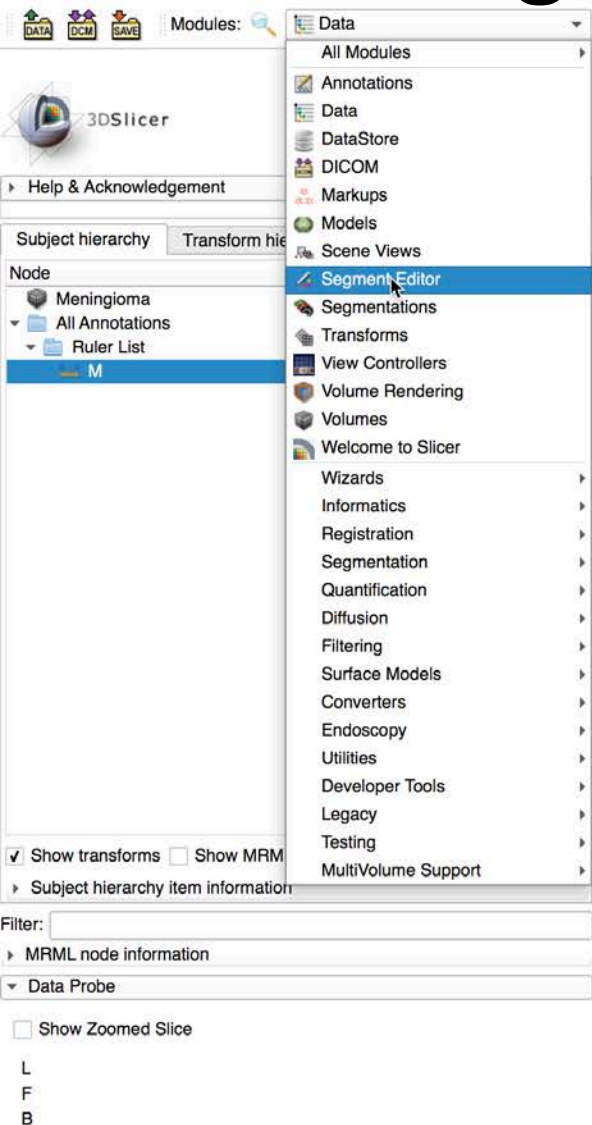 DATA DCM SAVE Modules: Data
All Modules
Annotations
Data
DataStore
DICOM
Markups
Models
Scene Views
Segment Editor
Segmentations
Transforms
View Controllers
Volume Rendering
Volumes
Welcome to Slicer
Wizards
Informatics
Registration
Segmentation
Quantification
Diffusion
Filtering
Surface Models
Converters
Endoscopy
Utilities
Developer Tools
Legacy
Testing
MultiVolume Support
3DSlicer
Help & Acknowledgement
Subject hierarchy Transform hie
Node
Meningioma
All Annotations
Ruler List
M
Show transforms Show MRM
Subject hierarchy item information
Filter:
MRML node information
Data Probe
Show Zoomed Slice
L
F
B